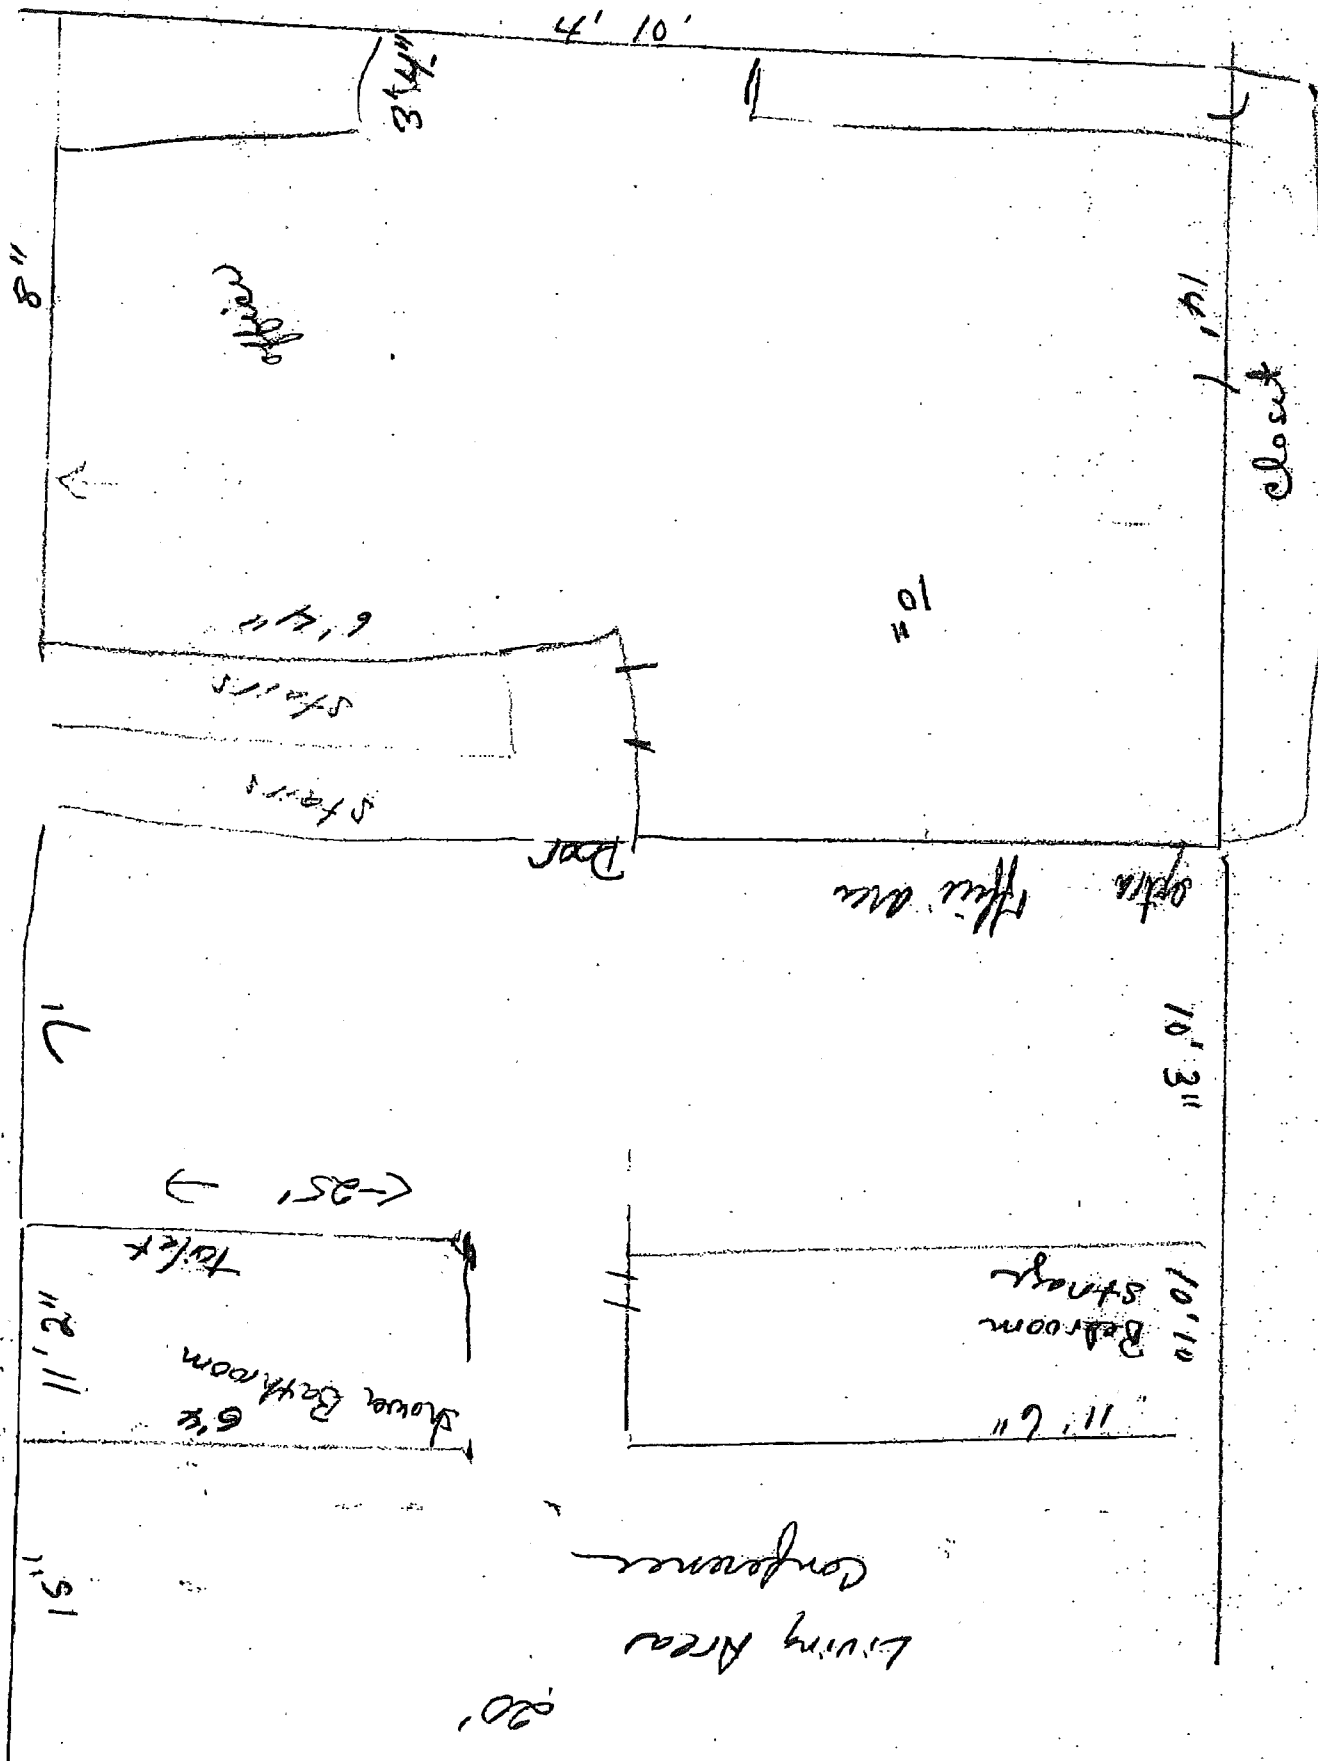 4' 10'
3'4"
8"
office
14'
closet
10"
6'4"
stairs
stairs
Door
office area
7'
10' 3"
<-25' ->
toilet
Shower Bathroom
6'4
11'2"
Storage
Bedroom
10'10
11' 6"
15'
Conference
Living Area
20'